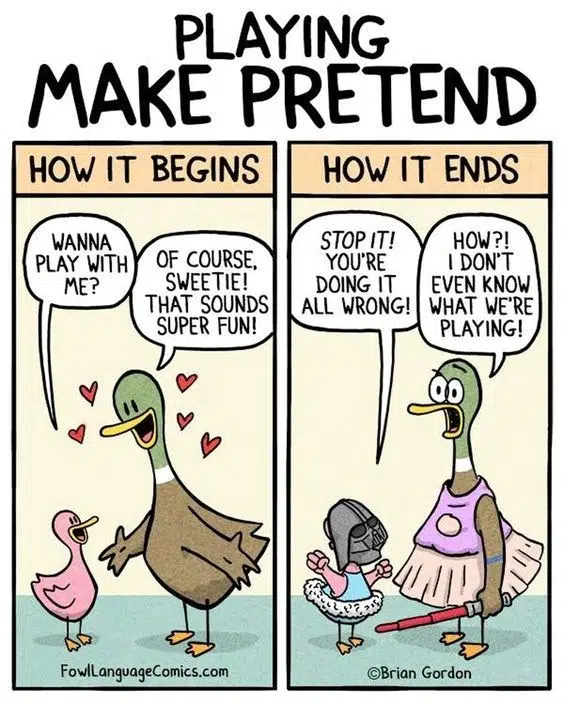 PLAYING
MAKE PRETEND
HOW IT BEGINS
WANNA
PLAY WITH
ME?
OF COURSE,
SWEETIE!
THAT SOUNDS
SUPER FUN!
FowlLanguageComics.com
HOW IT ENDS
STOP IT!
YOU'RE
DOING IT
ALL WRONG!
HOW?!
I DON'T
EVEN KNOW
WHAT WE'RE
PLAYING!
©Brian Gordon